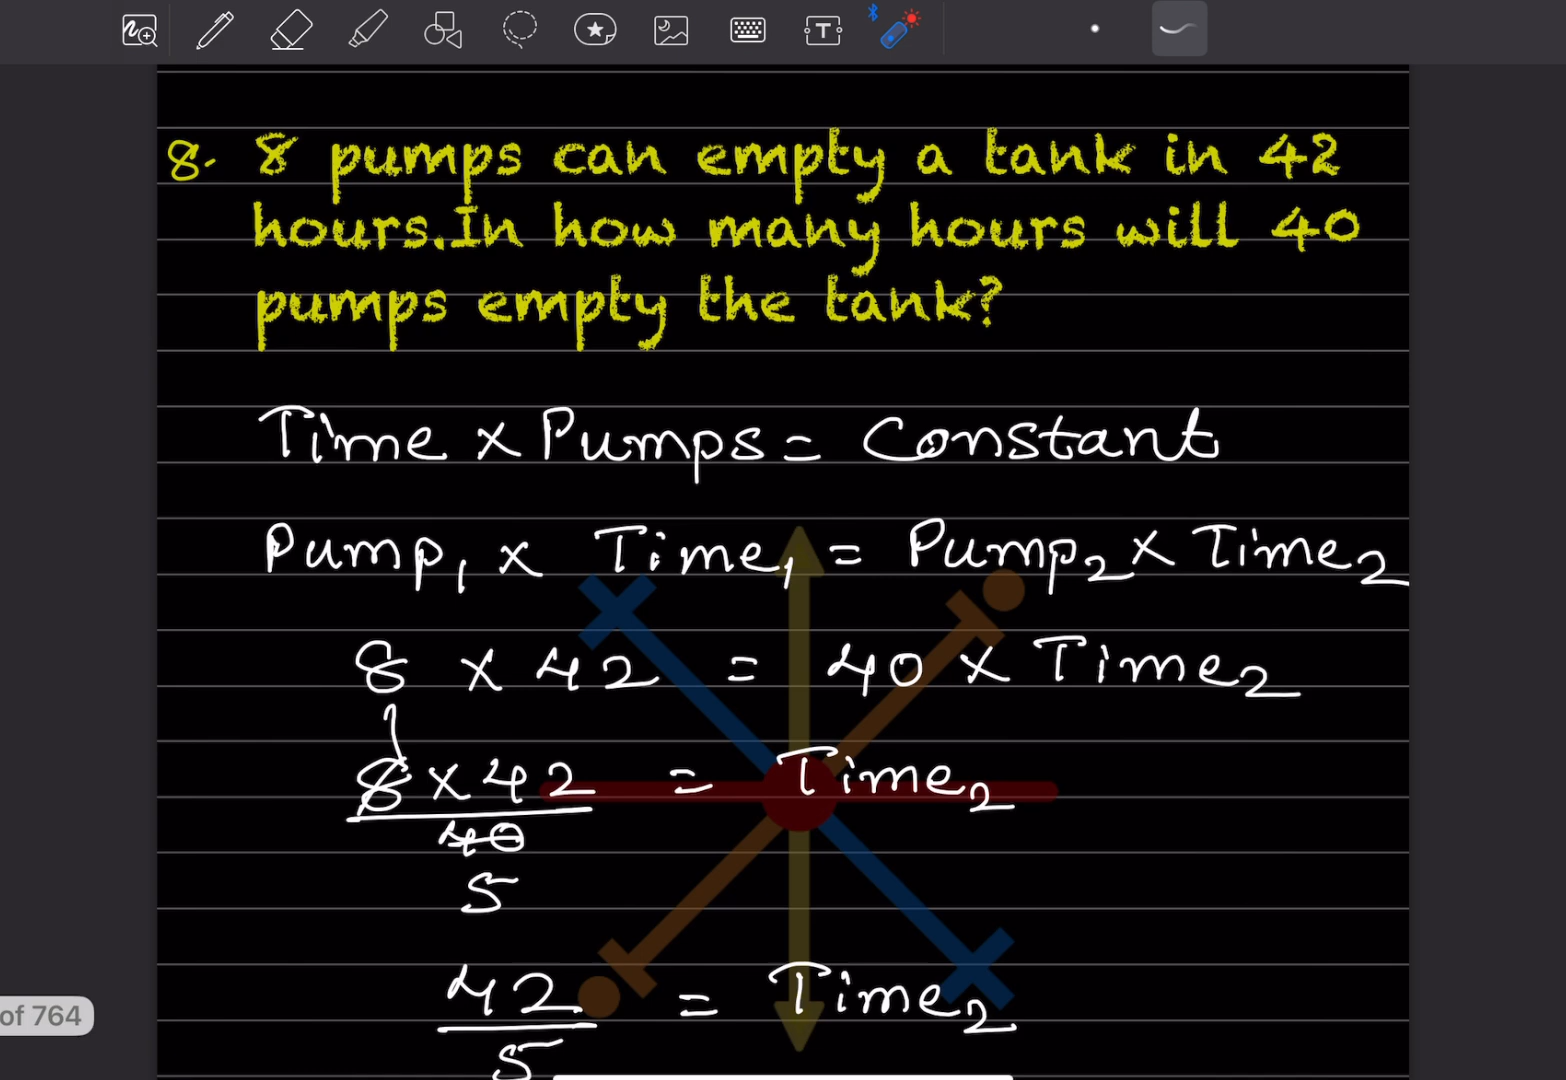 8. 8 pumps can empty a tank in 42
hours.In how many hours will 40
pumps empty the tank?
Time x Pumps = Constant
Pump₁ x Time₁ = Pump₂ x Time₂
8 x 42 = 40 x Time₂
1
8 x 42 = Time₂
40
5
42 = Time₂
5
of 764